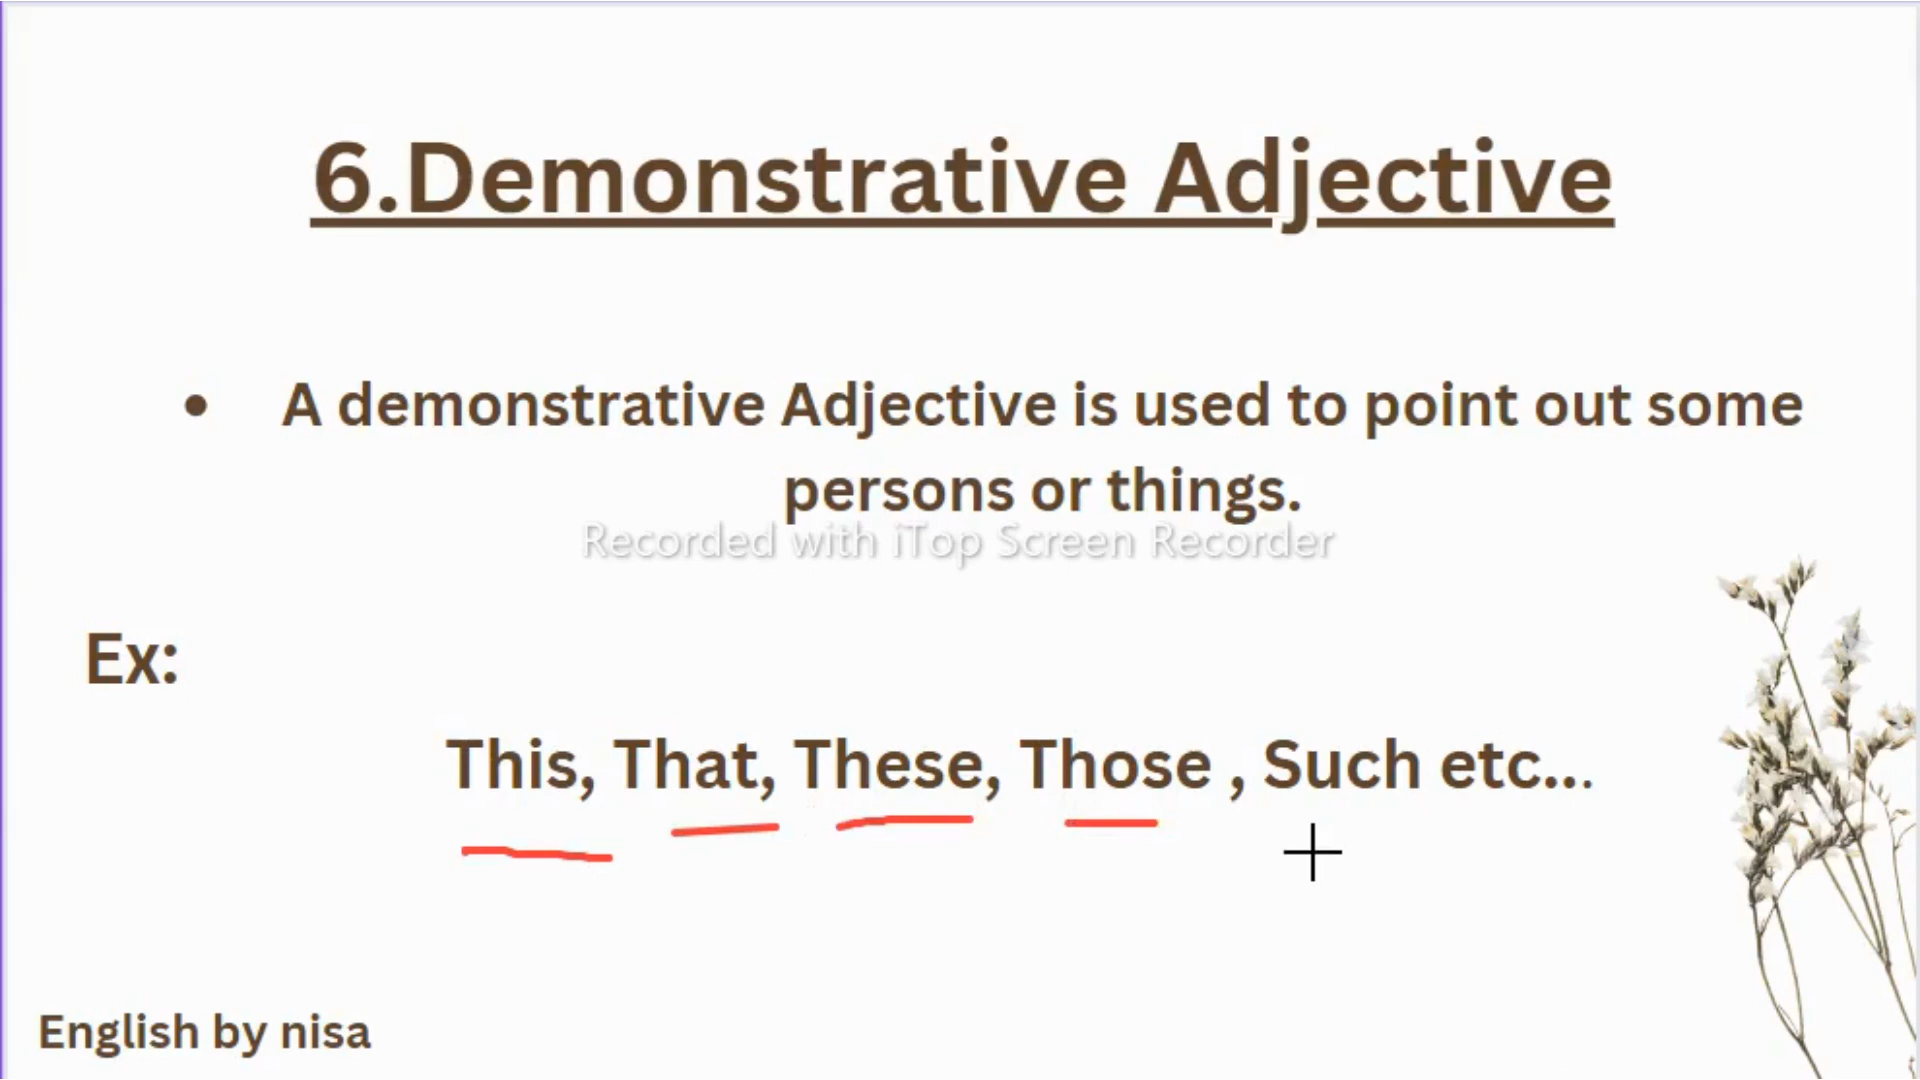 6.Demonstrative Adjective
• A demonstrative Adjective is used to point out some
persons or things.
Recorded with iTop Screen Recorder
Ex:
This, That, These, Those , Such etc...
English by nisa